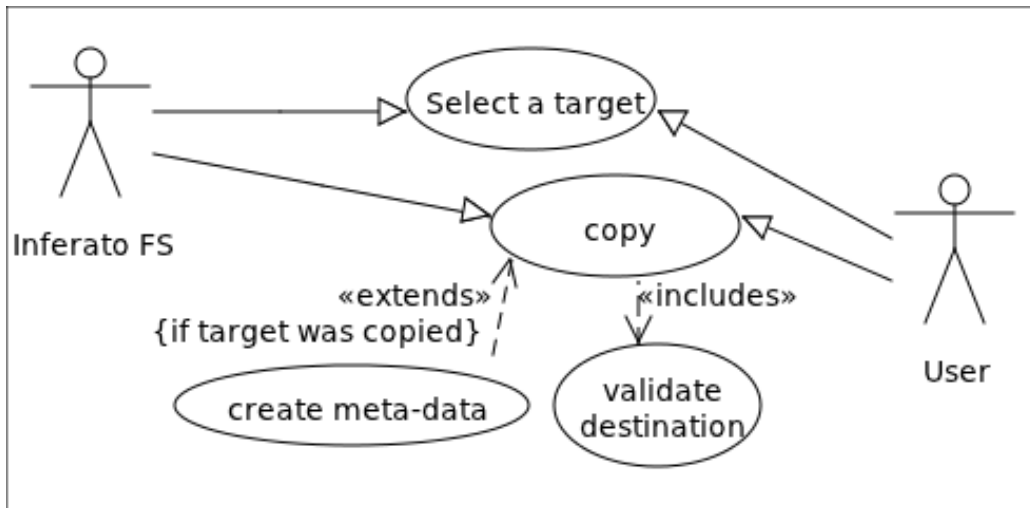 Select a target
Inferato FS
copy
«extends»
«includes»
{if target was copied}
User
create meta-data
validate
destination